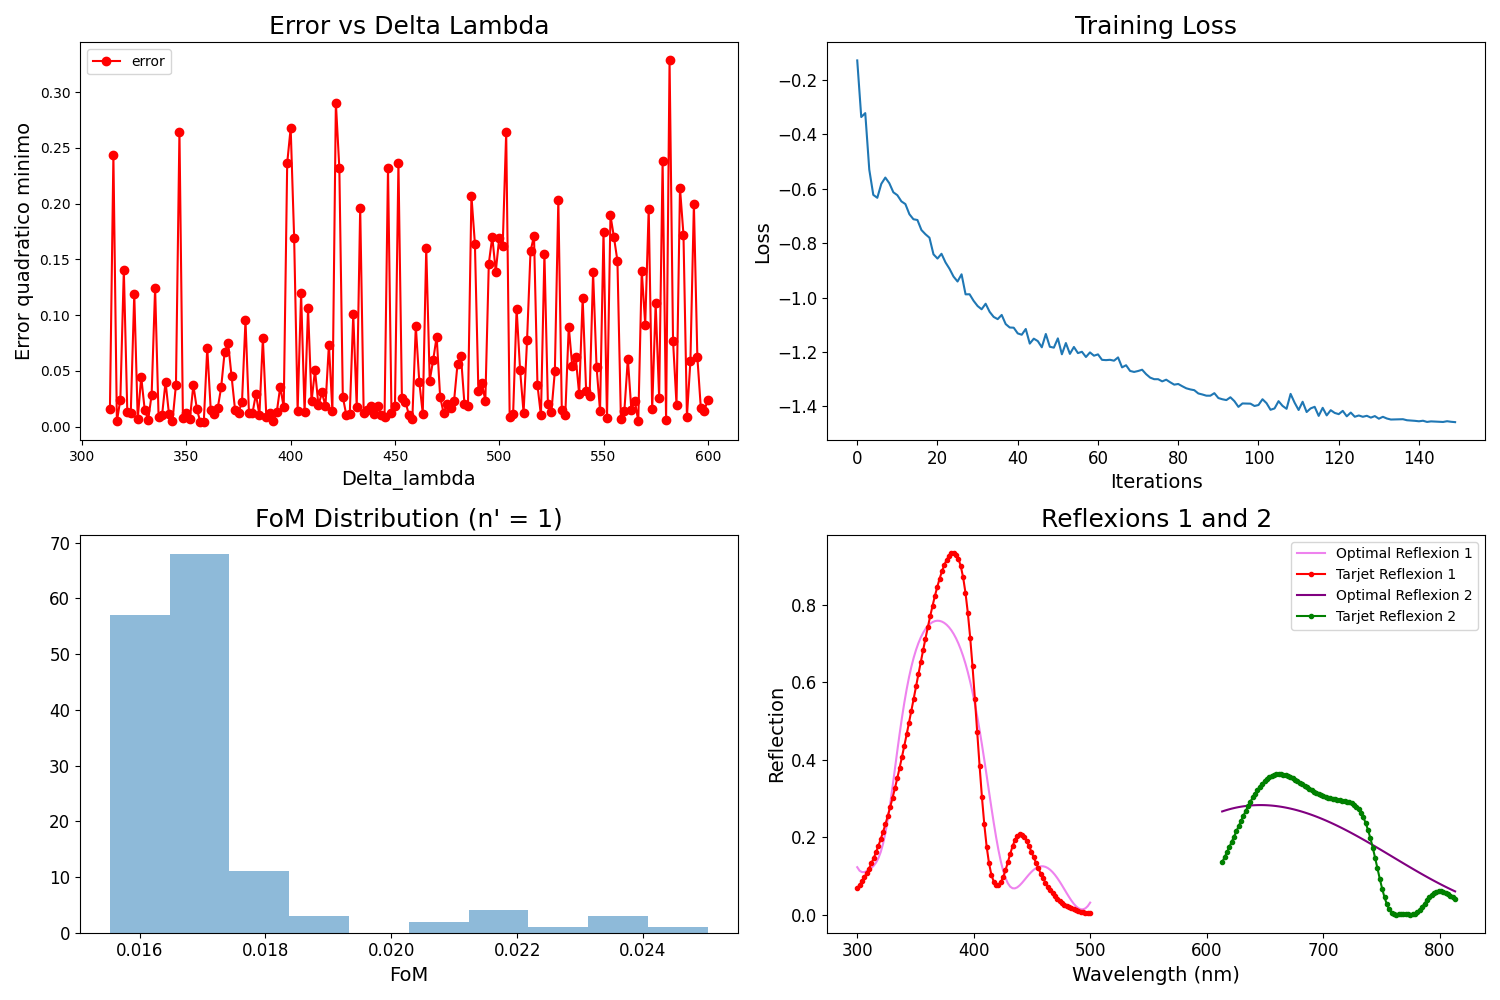 Error vs Delta Lambda
error
Error quadratico minimo
0.30
0.25
0.20
0.15
0.10
0.05
0.00
300 350 400 450 500 550 600
Delta_lambda
Training Loss
Loss
−0.2
−0.4
−0.6
−0.8
−1.0
−1.2
−1.4
0 20 40 60 80 100 120 140
Iterations
FoM Distribution (n' = 1)
70
60
50
40
30
20
10
0
0.016 0.018 0.020 0.022 0.024
FoM
Reflexions 1 and 2
Optimal Reflexion 1
Tarjet Reflexion 1
Optimal Reflexion 2
Tarjet Reflexion 2
Reflection
0.8
0.6
0.4
0.2
0.0
300 400 500 600 700 800
Wavelength (nm)